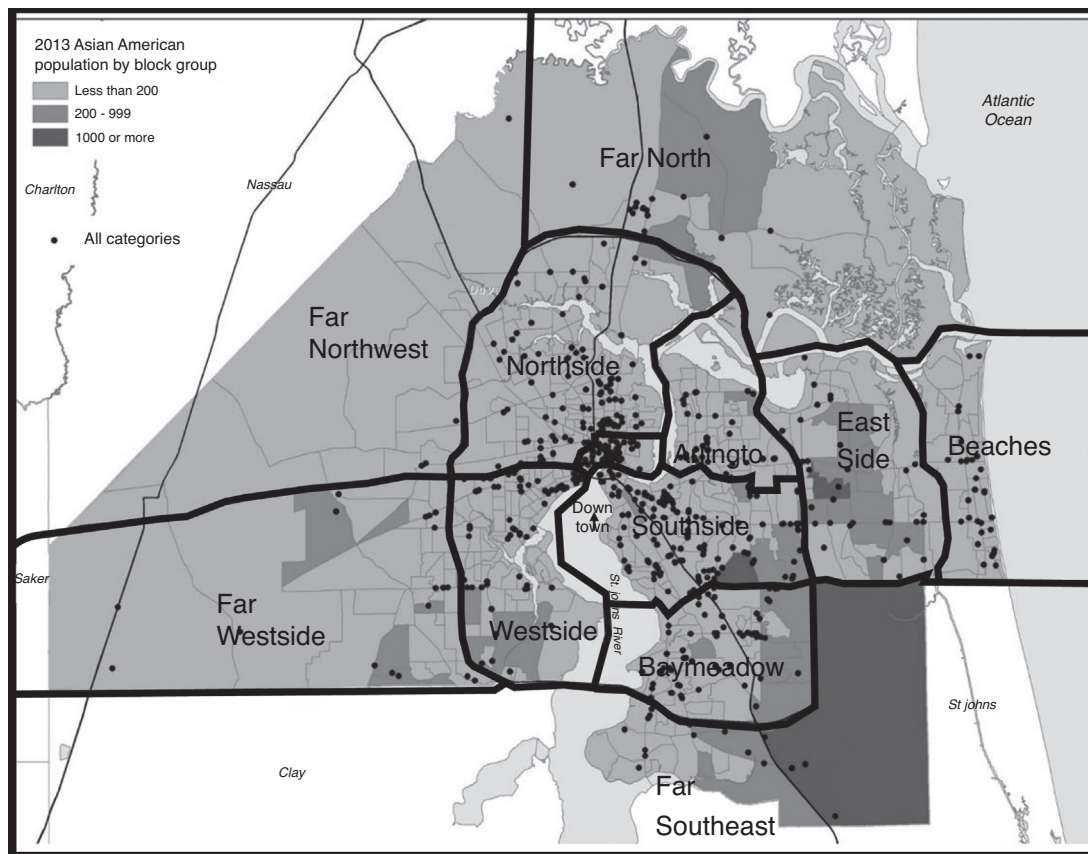 2013 Asian American
population by block group
Less than 200
200 - 999
1000 or more
Charlton
Nassau
Atlantic
Ocean
All categories
Far North
Far
Northwest
Northside
Arlingto
East
Side
Beaches
Down
town
Southside
Saker
Far
Westside
Westside
St. johns River
Baymeadow
St johns
Clay
Far
Southeast